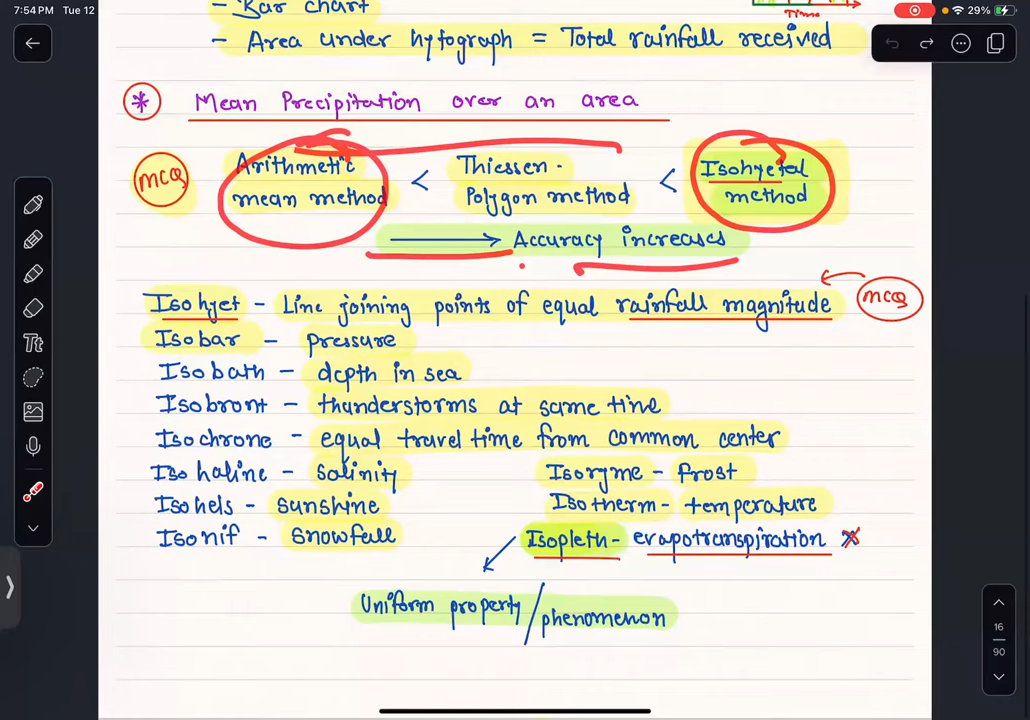 7:54 PM Tue 12
29%
- Bar chart
Time
- Area under hytograph = Total rainfall received
* Mean Precipitation over an area
MCQ
Arithmetic mean method < Thiessen - Polygon method < Isohyetal method
→ Accuracy increases
Isohyet - Line joining points of equal rainfall magnitude
MCQ
Isobar - pressure
Isobath - depth in sea
Isobront - thunderstorms at same time
Isochrone - equal travel time from common center
Isohaline - salinity
Isoryme - frost
Isohels - sunshine
Isotherm - temperature
Isonif - Snowfall
Isopleth - evapotranspiration x
Uniform property / phenomenon
Tt
16
90